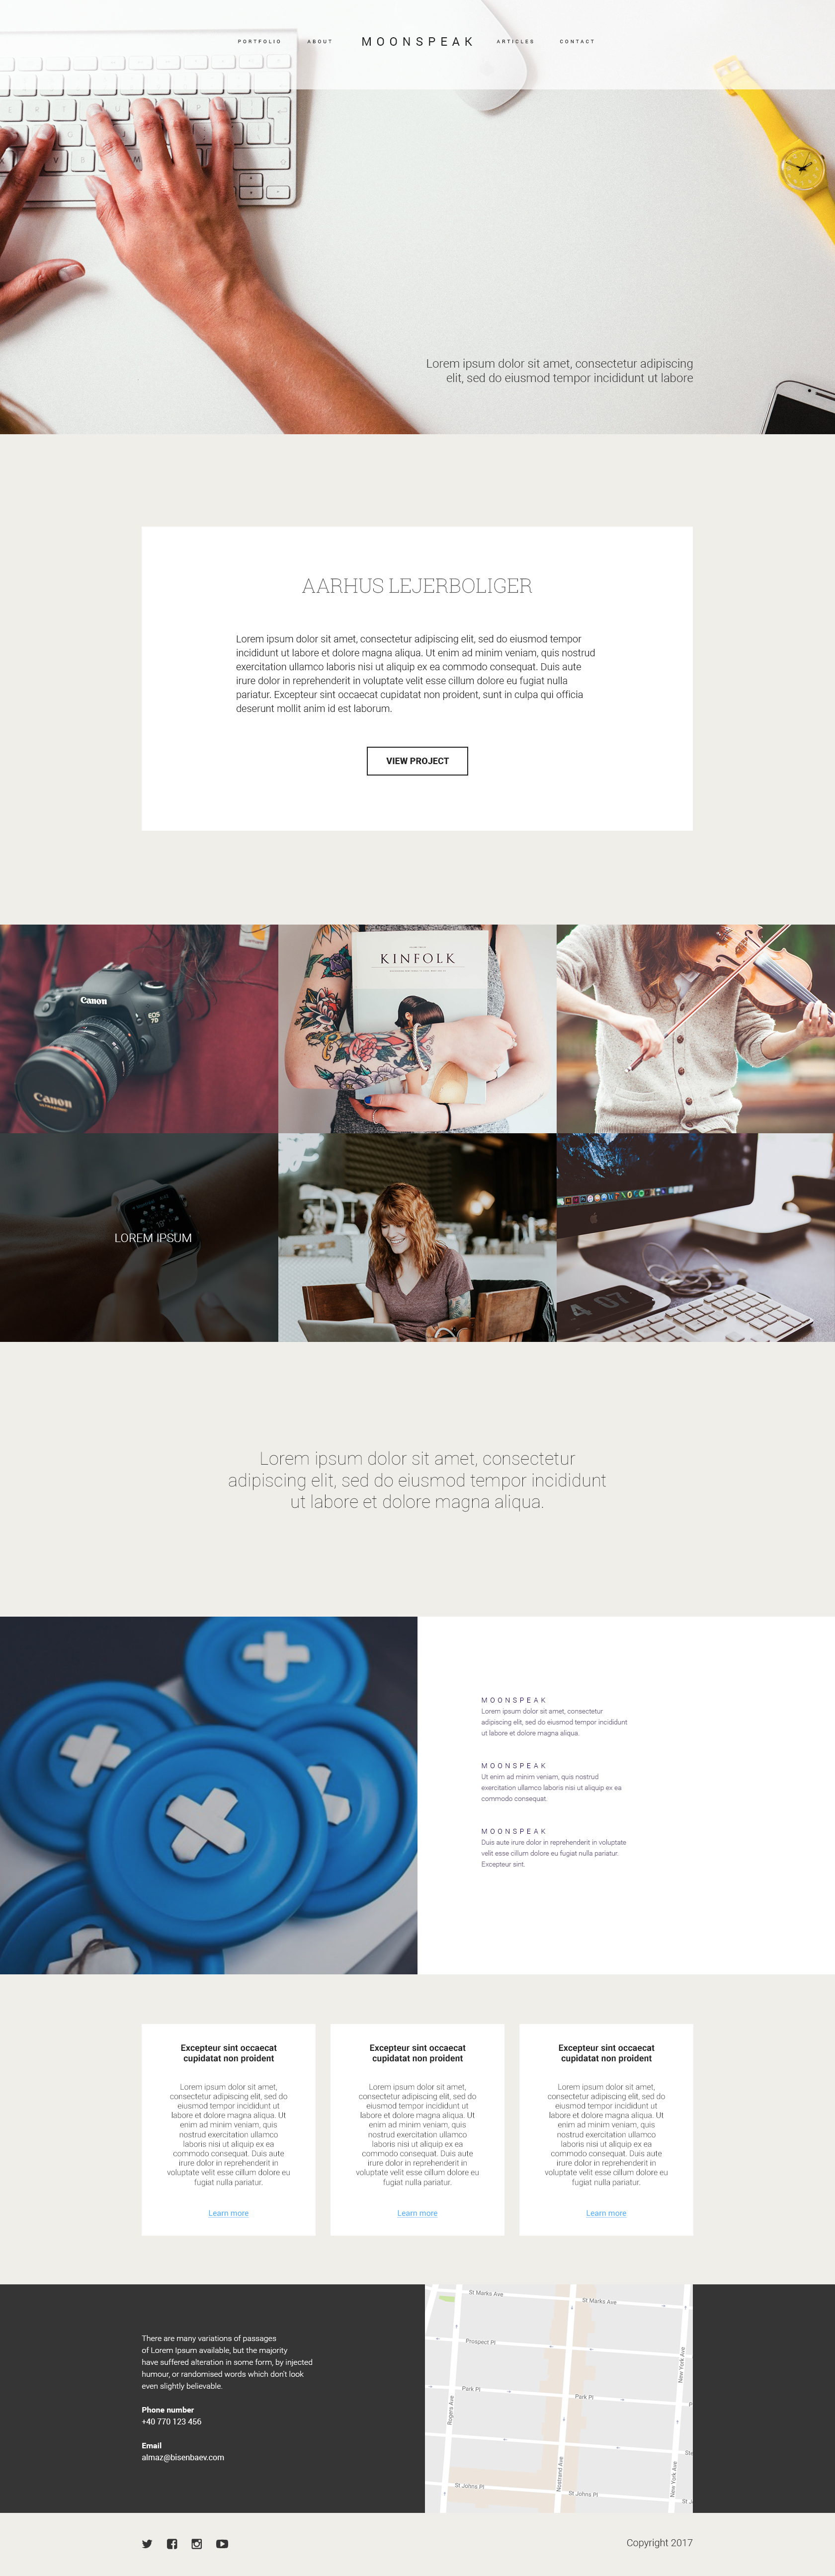 PORTFOLIO ABOUT MOONSPEAK ARTICLES CONTACT
Lorem ipsum dolor sit amet, consectetur adipiscing
elit, sed do eiusmod tempor incididunt ut labore
AARHUS LEJERBOLIGER
Lorem ipsum dolor sit amet, consectetur adipiscing elit, sed do eiusmod tempor
incididunt ut labore et dolore magna aliqua. Ut enim ad minim veniam, quis nostrud
exercitation ullamco laboris nisi ut aliquip ex ea commodo consequat. Duis aute
irure dolor in reprehenderit in voluptate velit esse cillum dolore eu fugiat nulla
pariatur. Excepteur sint occaecat cupidatat non proident, sunt in culpa qui officia
deserunt mollit anim id est laborum.
VIEW PROJECT
Canon
EOS
7D
Canon
ULTRASONIC
KINFOLK
LOREM IPSUM
4 07
Lorem ipsum dolor sit amet, consectetur
adipiscing elit, sed do eiusmod tempor incididunt
ut labore et dolore magna aliqua.
MOONSPEAK
Lorem ipsum dolor sit amet, consectetur
adipiscing elit, sed do eiusmod tempor incididunt
ut labore et dolore magna aliqua.
MOONSPEAK
Ut enim ad minim veniam, quis nostrud
exercitation ullamco laboris nisi ut aliquip ex ea
commodo consequat.
MOONSPEAK
Duis aute irure dolor in reprehenderit in voluptate
velit esse cillum dolore eu fugiat nulla pariatur.
Excepteur sint.
Excepteur sint occaecat
cupidatat non proident
Lorem ipsum dolor sit amet,
consectetur adipiscing elit, sed do
eiusmod tempor incididunt ut
labore et dolore magna aliqua. Ut
enim ad minim veniam, quis
nostrud exercitation ullamco
laboris nisi ut aliquip ex ea
commodo consequat. Duis aute
irure dolor in reprehenderit in
voluptate velit esse cillum dolore eu
fugiat nulla pariatur.
Learn more
Excepteur sint occaecat
cupidatat non proident
Lorem ipsum dolor sit amet,
consectetur adipiscing elit, sed do
eiusmod tempor incididunt ut
labore et dolore magna aliqua. Ut
enim ad minim veniam, quis
nostrud exercitation ullamco
laboris nisi ut aliquip ex ea
commodo consequat. Duis aute
irure dolor in reprehenderit in
voluptate velit esse cillum dolore eu
fugiat nulla pariatur.
Learn more
Excepteur sint occaecat
cupidatat non proident
Lorem ipsum dolor sit amet,
consectetur adipiscing elit, sed do
eiusmod tempor incididunt ut
labore et dolore magna aliqua. Ut
enim ad minim veniam, quis
nostrud exercitation ullamco
laboris nisi ut aliquip ex ea
commodo consequat. Duis aute
irure dolor in reprehenderit in
voluptate velit esse cillum dolore eu
fugiat nulla pariatur.
Learn more
There are many variations of passages
of Lorem Ipsum available, but the majority
have suffered alteration in some form, by injected
humour, or randomised words which don't look
even slightly believable.
Phone number
+40 770 123 456
Email
almaz@bisenbaev.com
St Marks Ave
St Marks Ave
Prospect Pl
New York Ave
Park Pl
Park Pl
P
Rogers Ave
Ste
Nostrand Ave
New York Ave
St Johns Pl
St Johns Pl
St J
Copyright 2017